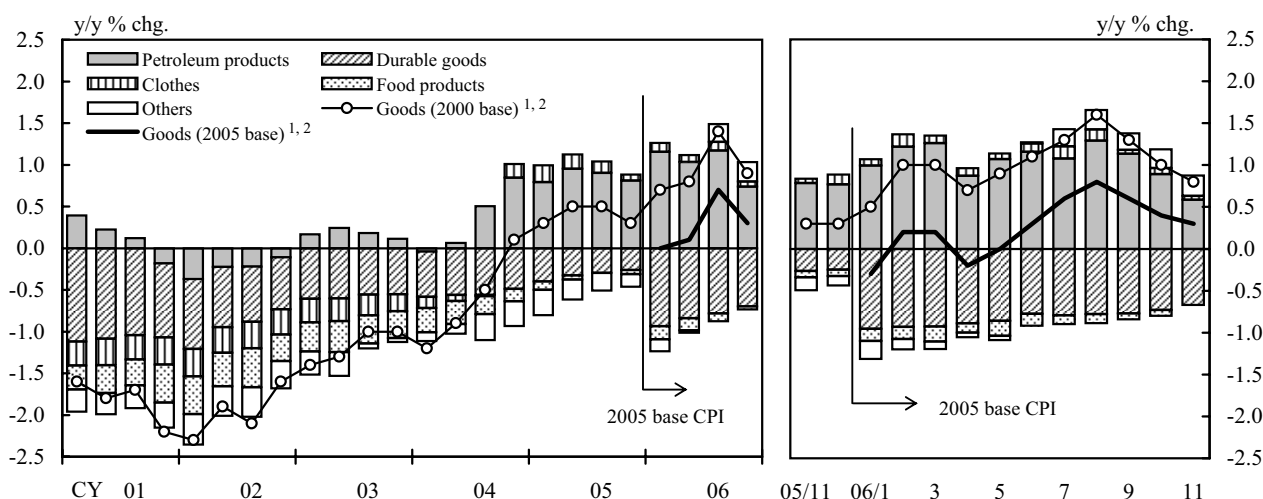 y/y % chg.
2.5
2.0
1.5
1.0
0.5
0.0
-0.5
-1.0
-1.5
-2.0
-2.5
Petroleum products
Durable goods
Clothes
Food products
Others
Goods (2000 base) 1, 2
Goods (2005 base) 1, 2
2005 base CPI
CY 01 02 03 04 05 06
y/y % chg.
2.5
2.0
1.5
1.0
0.5
0.0
-0.5
-1.0
-1.5
-2.0
-2.5
2005 base CPI
05/11 06/1 3 5 7 9 11